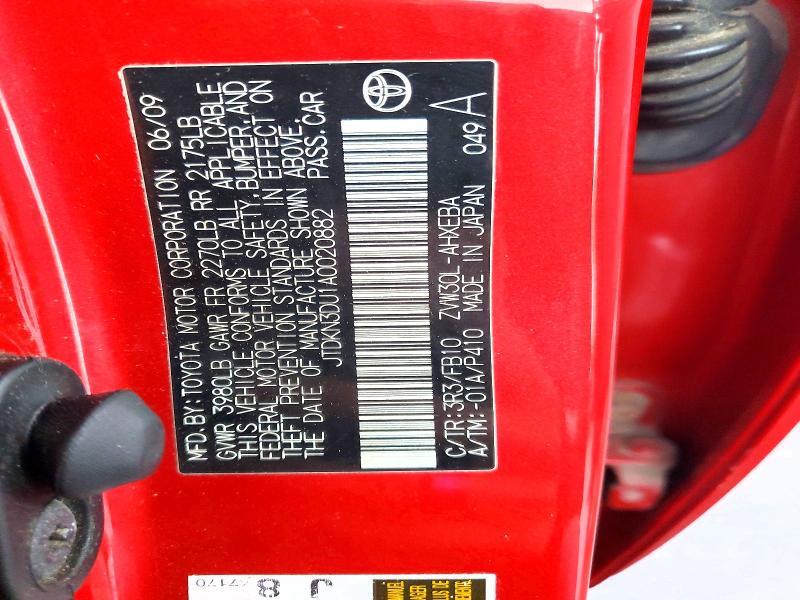 MFD. BY: TOYOTA MOTOR CORPORATION 06/09
GVWR 3980LB GAWR FR 2270LB RR 2175LB
THIS VEHICLE CONFORMS TO ALL APPLICABLE
FEDERAL MOTOR VEHICLE SAFETY, BUMPER, AND
THEFT PREVENTION STANDARDS IN EFFECT ON
THE DATE OF MANUFACTURE SHOWN ABOVE.
JTDKN3DU1A0020882 PASS. CAR
C/TR: 3R3/FB10 ZVW30L-AHXEBA
A/TM: -01A/P410 MADE IN JAPAN 049 A
47170
8 J